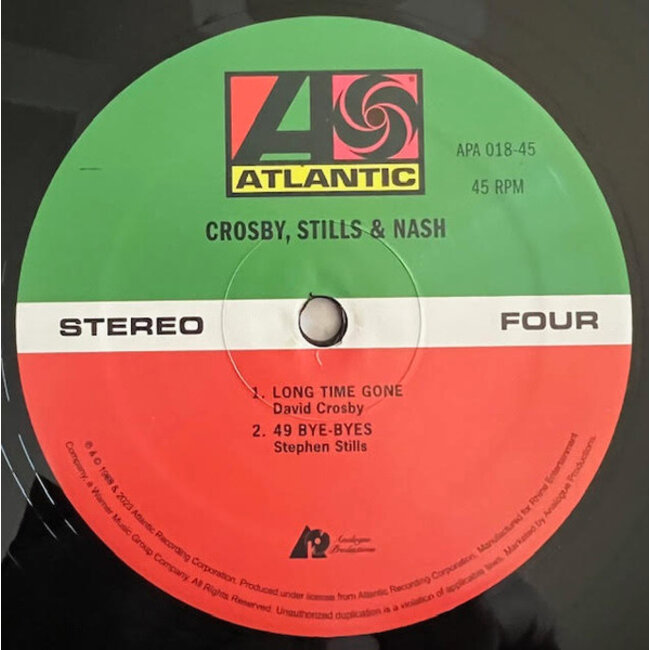 ATLANTIC
APA 018-45
45 RPM
CROSBY, STILLS & NASH
STEREO
FOUR
1. LONG TIME GONE
David Crosby
2. 49 BYE-BYES
Stephen Stills
Analogue
Productions
℗ & © 1969 & 2023 Atlantic Recording Corporation. Produced under license from Atlantic Recording Corporation. Manufactured for Rhino Entertainment
Company, a Warner Music Group Company. All Rights Reserved. Unauthorized duplication is a violation of applicable laws. Marketed by Analogue Productions.